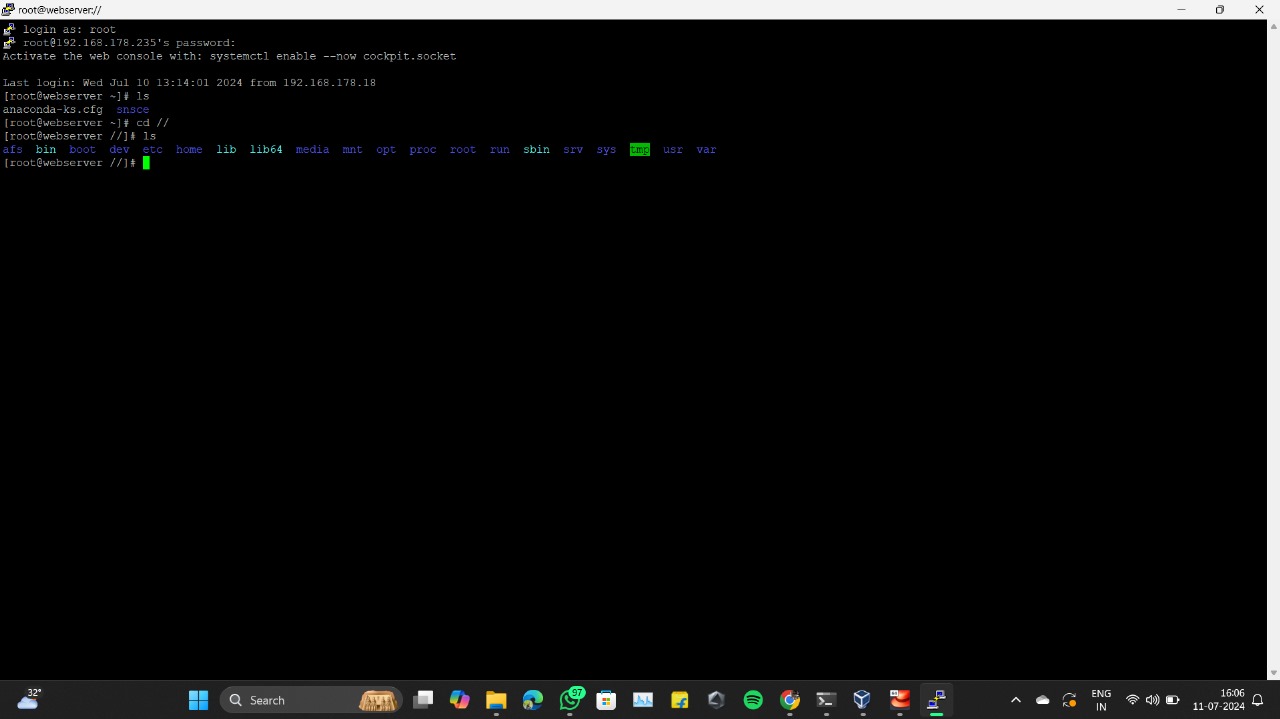 root@webserver://
login as: root
root@192.168.178.235's password:
Activate the web console with: systemctl enable --now cockpit.socket
Last login: Wed Jul 10 13:14:01 2024 from 192.168.178.18
[root@webserver ~]# ls
anaconda-ks.cfg  snsce
[root@webserver ~]# cd //
[root@webserver //]# ls
afs  bin  boot  dev  etc  home  lib  lib64  media  mnt  opt  proc  root  run  sbin  srv  sys  tmp  usr  var
[root@webserver //]#
32°
Search
97
ENG
IN
16:06
11-07-2024